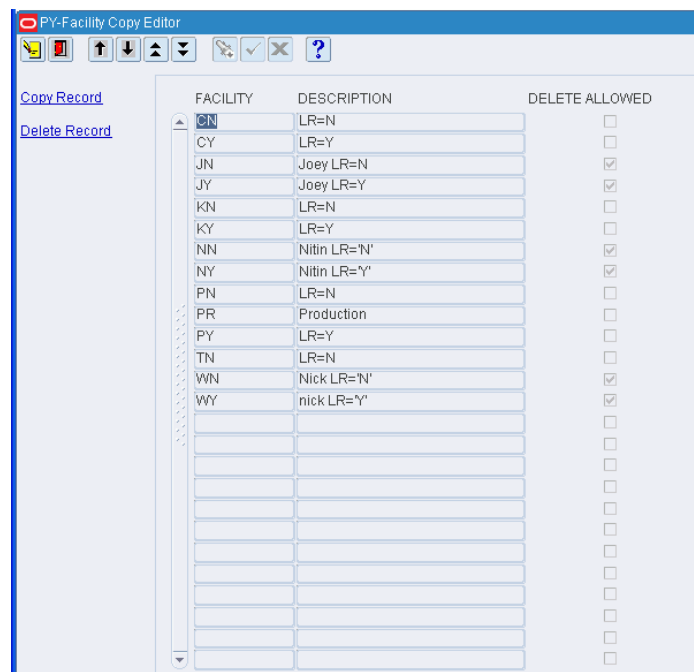 PY-Facility Copy Editor
?
Copy Record
Delete Record
FACILITY DESCRIPTION DELETE ALLOWED
CN LR=N
CY LR=Y
JN Joey LR=N
JY Joey LR=Y
KN LR=N
KY LR=Y
NN Nitin LR='N'
NY Nitin LR='Y'
PN LR=N
PR Production
PY LR=Y
TN LR=N
WN Nick LR='N'
WY nick LR='Y'